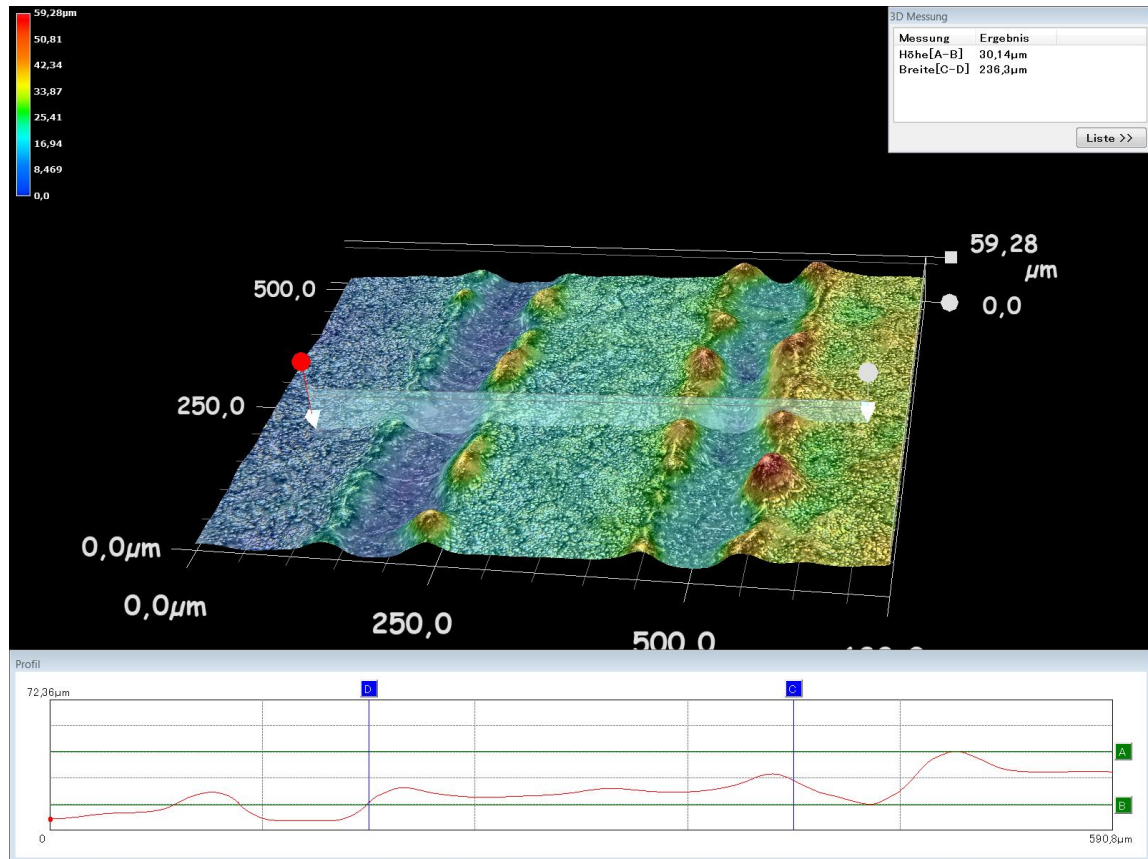 59,28µm
50,81
42,34
33,87
25,41
16,94
8,469
0,0
3D Messung
Messung Ergebnis
Höhe[A-B] 30,14µm
Breite[C-D] 236,3µm
Liste >>
59,28
µm
0,0
500,0
250,0
0,0µm
0,0µm
250,0
500,0
Profil
72,36µm
D
C
A
B
0
590,8µm